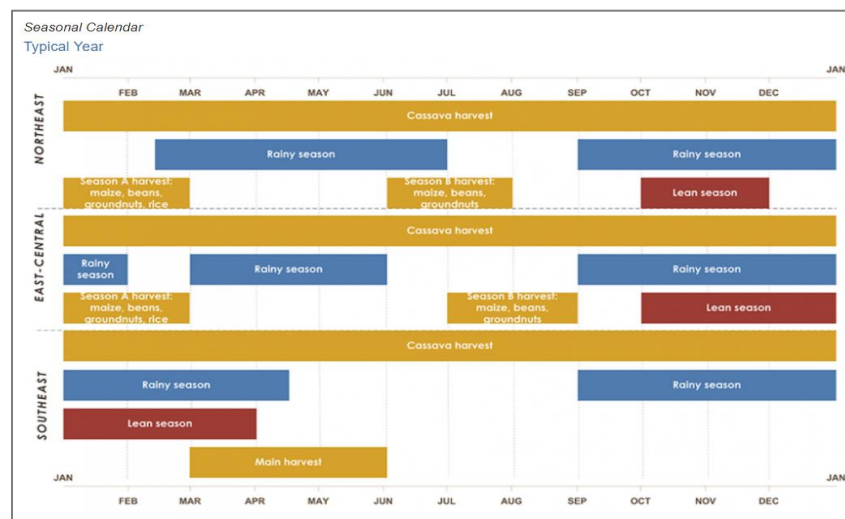 Seasonal Calendar
Typical Year
JAN JAN
FEB MAR APR MAY JUN JUL AUG SEP OCT NOV DEC
NORTHEAST
Cassava harvest
Rainy season Rainy season
Season A harvest:
maize, beans,
groundnuts, rice
Season B harvest:
maize, beans,
groundnuts
Lean season
EAST-CENTRAL
Cassava harvest
Rainy
season
Rainy season Rainy season
Season A harvest:
maize, beans,
groundnuts, rice
Season B harvest:
maize, beans,
groundnuts
Lean season
SOUTHEAST
Cassava harvest
Rainy season Rainy season
Lean season
Main harvest
JAN JAN
FEB MAR APR MAY JUN JUL AUG SEP OCT NOV DEC